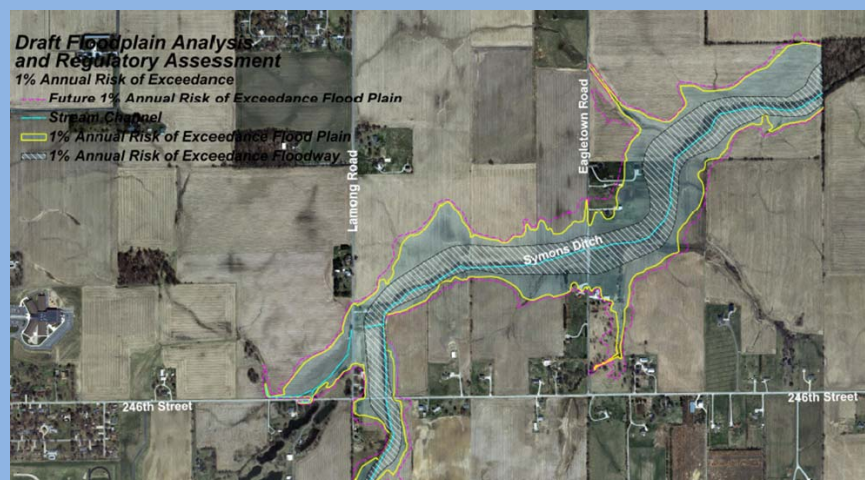 Draft Floodplain Analysis
and Regulatory Assessment
1% Annual Risk of Exceedance
Future 1% Annual Risk of Exceedance Flood Plain
Stream Channel
1% Annual Risk of Exceedance Flood Plain
1% Annual Risk of Exceedance Floodway
Lamong Road
Eagletown Road
Symons Ditch
246th Street
246th Street